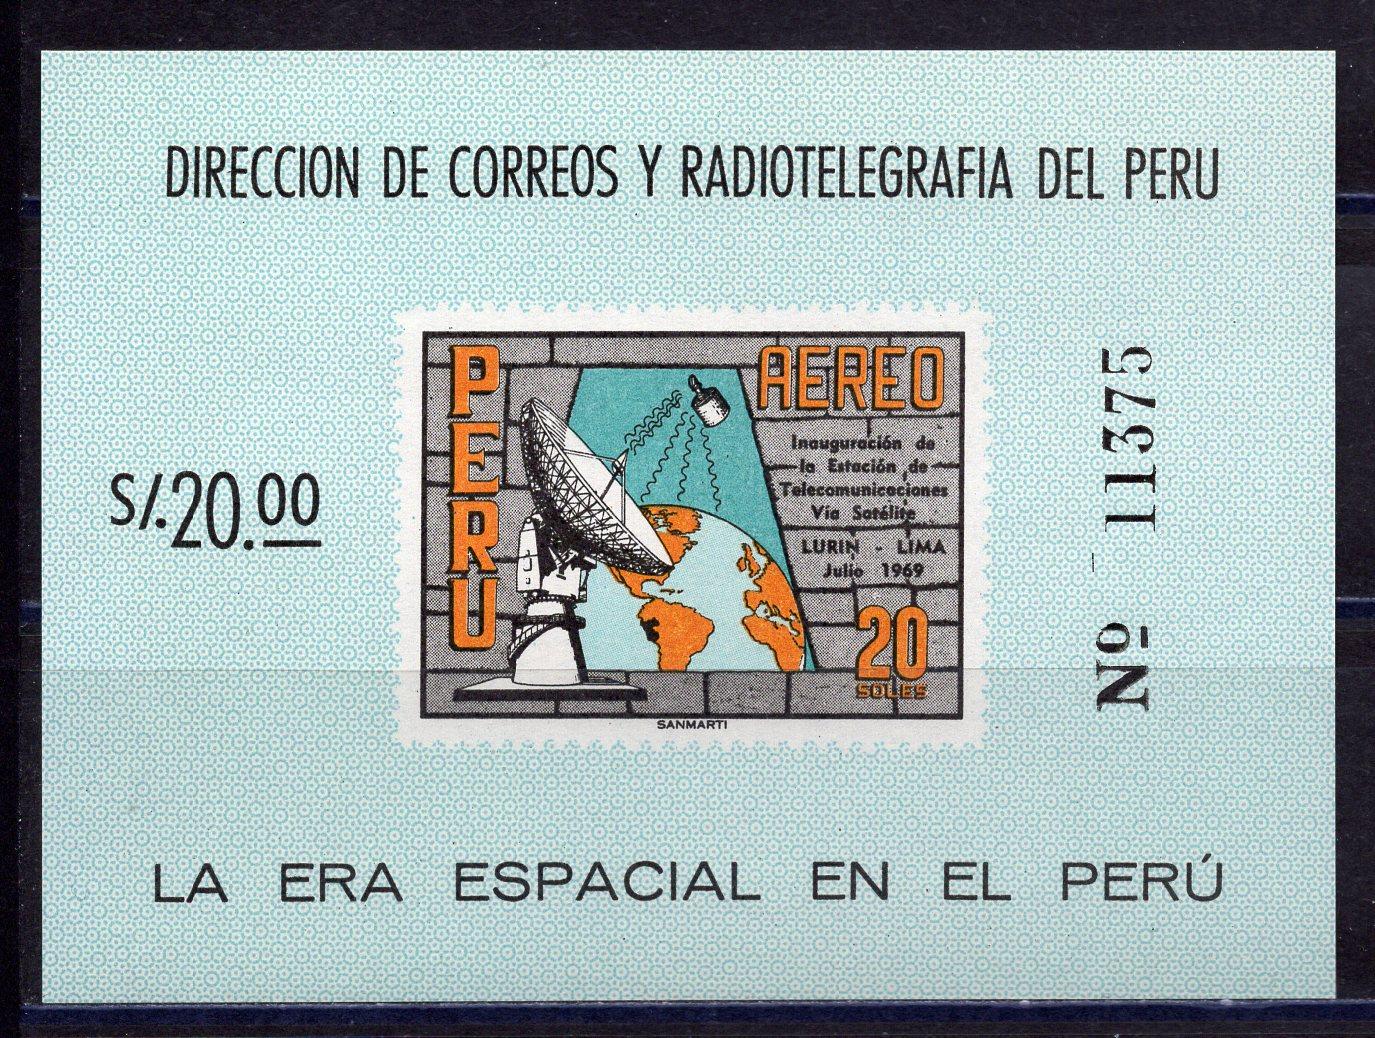 DIRECCION DE CORREOS Y RADIOTELEGRAFIA DEL PERU
S/.20.00
PERU
AEREO
Inauguración de
la Estación de
Telecomunicaciones
Via Satélite
LURIN - LIMA
Julio 1969
20
SOLES
SANMARTI
Nº 11375
LA ERA ESPACIAL EN EL PERÚ